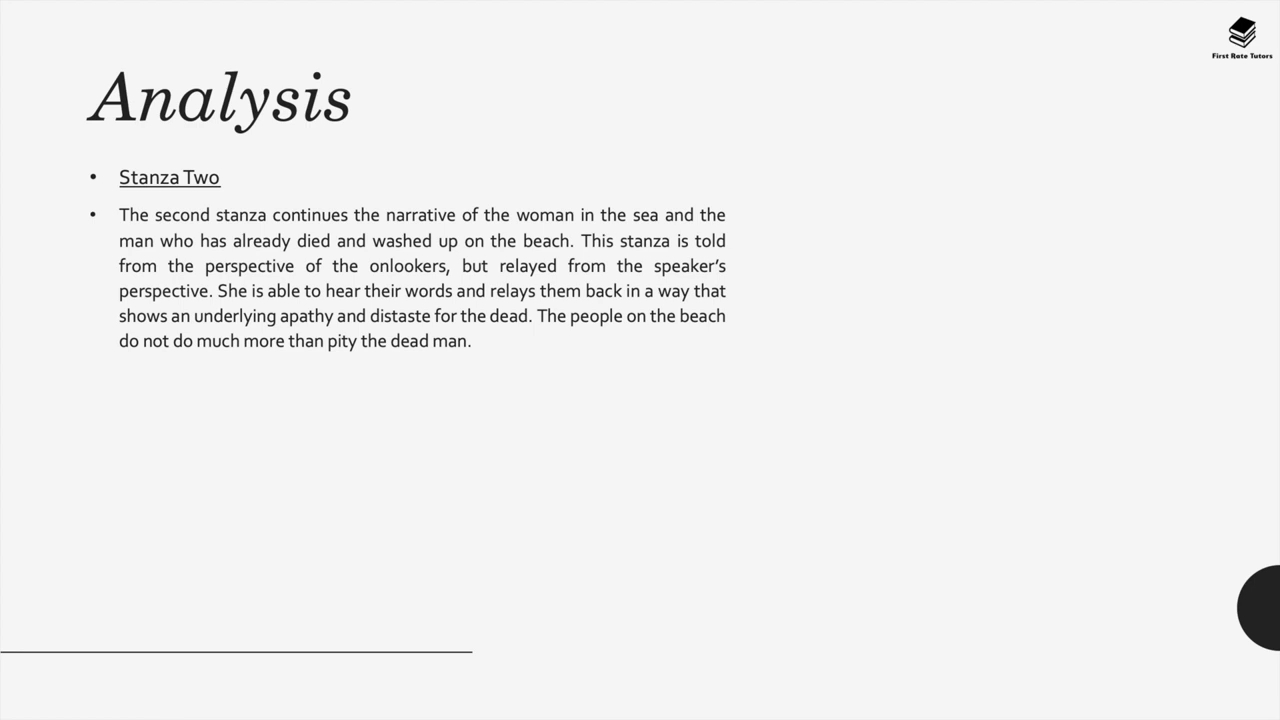 First Rate Tutors
Analysis
• Stanza Two
• The second stanza continues the narrative of the woman in the sea and the
man who has already died and washed up on the beach. This stanza is told
from the perspective of the onlookers, but relayed from the speaker’s
perspective. She is able to hear their words and relays them back in a way that
shows an underlying apathy and distaste for the dead. The people on the beach
do not do much more than pity the dead man.